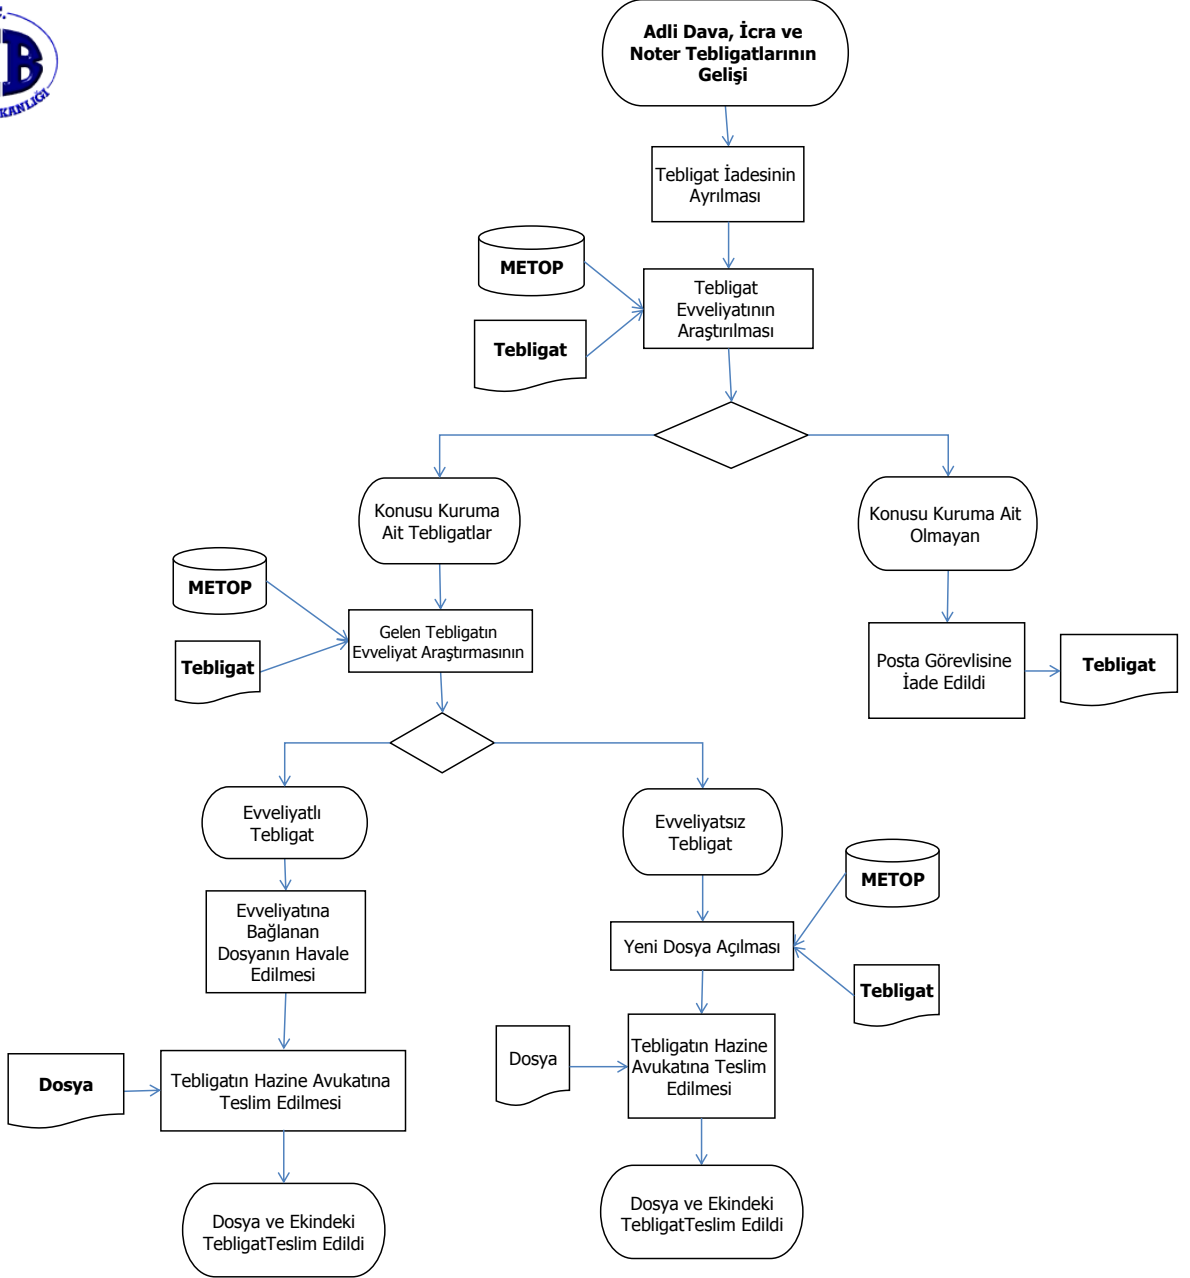 B
KANLIĞI
Adli Dava, İcra ve
Noter Tebligatlarının
Gelişi
Tebligat İadesinin
Ayrılması
METOP
Tebligat
Evveliyatının
Araştırılması
Tebligat
Konusu Kuruma
Ait Tebligatlar
Konusu Kuruma Ait
Olmayan
METOP
Gelen Tebligatın
Evveliyat Araştırmasının
Tebligat
Posta Görevlisine
İade Edildi
Tebligat
Evveliyatlı
Tebligat
Evveliyatsız
Tebligat
METOP
Evveliyatına
Bağlanan
Dosyanın Havale
Edilmesi
Yeni Dosya Açılması
Tebligat
Dosya
Tebligatın Hazine Avukatına
Teslim Edilmesi
Dosya
Tebligatın Hazine
Avukatına Teslim
Edilmesi
Dosya ve Ekindeki
TebligatTeslim Edildi
Dosya ve Ekindeki
TebligatTeslim Edildi